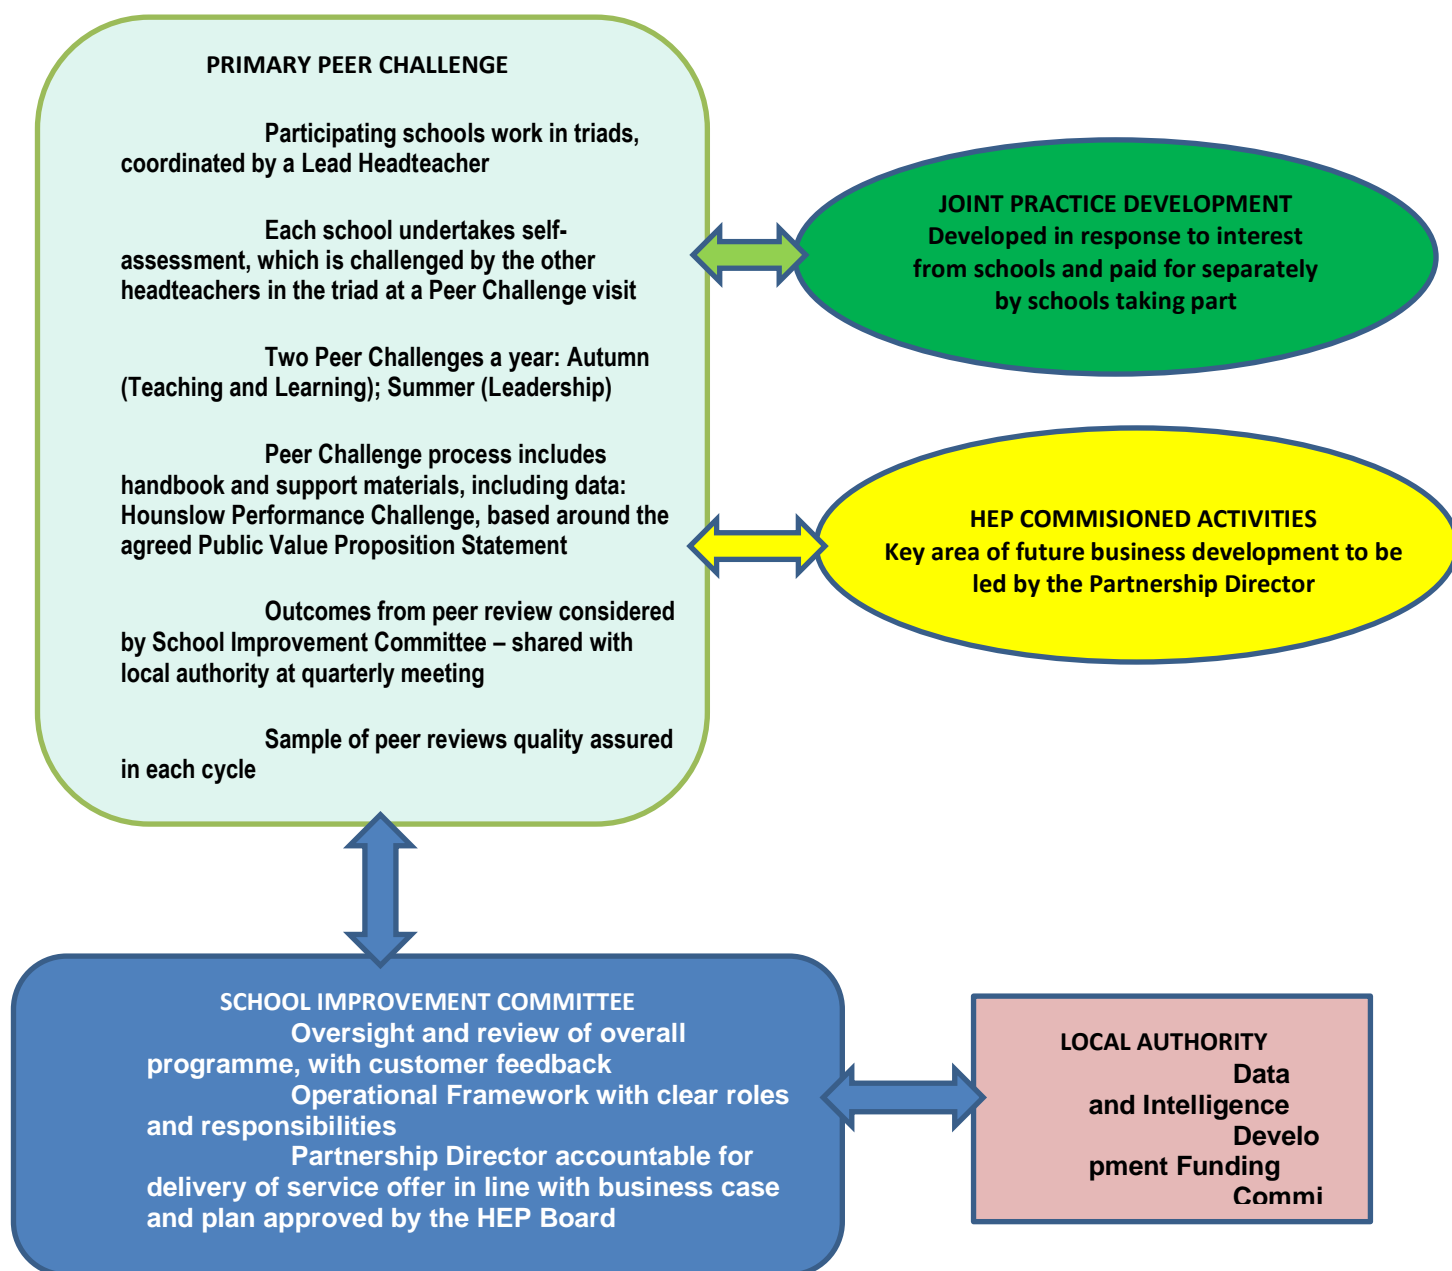 PRIMARY PEER CHALLENGE
Participating schools work in triads,
coordinated by a Lead Headteacher
Each school undertakes self-
assessment, which is challenged by the other
headteachers in the triad at a Peer Challenge visit
Two Peer Challenges a year: Autumn
(Teaching and Learning); Summer (Leadership)
Peer Challenge process includes
handbook and support materials, including data:
Hounslow Performance Challenge, based around the
agreed Public Value Proposition Statement
Outcomes from peer review considered
by School Improvement Committee – shared with
local authority at quarterly meeting
Sample of peer reviews quality assured
in each cycle
JOINT PRACTICE DEVELOPMENT
Developed in response to interest
from schools and paid for separately
by schools taking part
HEP COMMISIONED ACTIVITIES
Key area of future business development to be
led by the Partnership Director
SCHOOL IMPROVEMENT COMMITTEE
Oversight and review of overall
programme, with customer feedback
Operational Framework with clear roles
and responsibilities
Partnership Director accountable for
delivery of service offer in line with business case
and plan approved by the HEP Board
LOCAL AUTHORITY
Data
and Intelligence
Develo
pment Funding
Commi